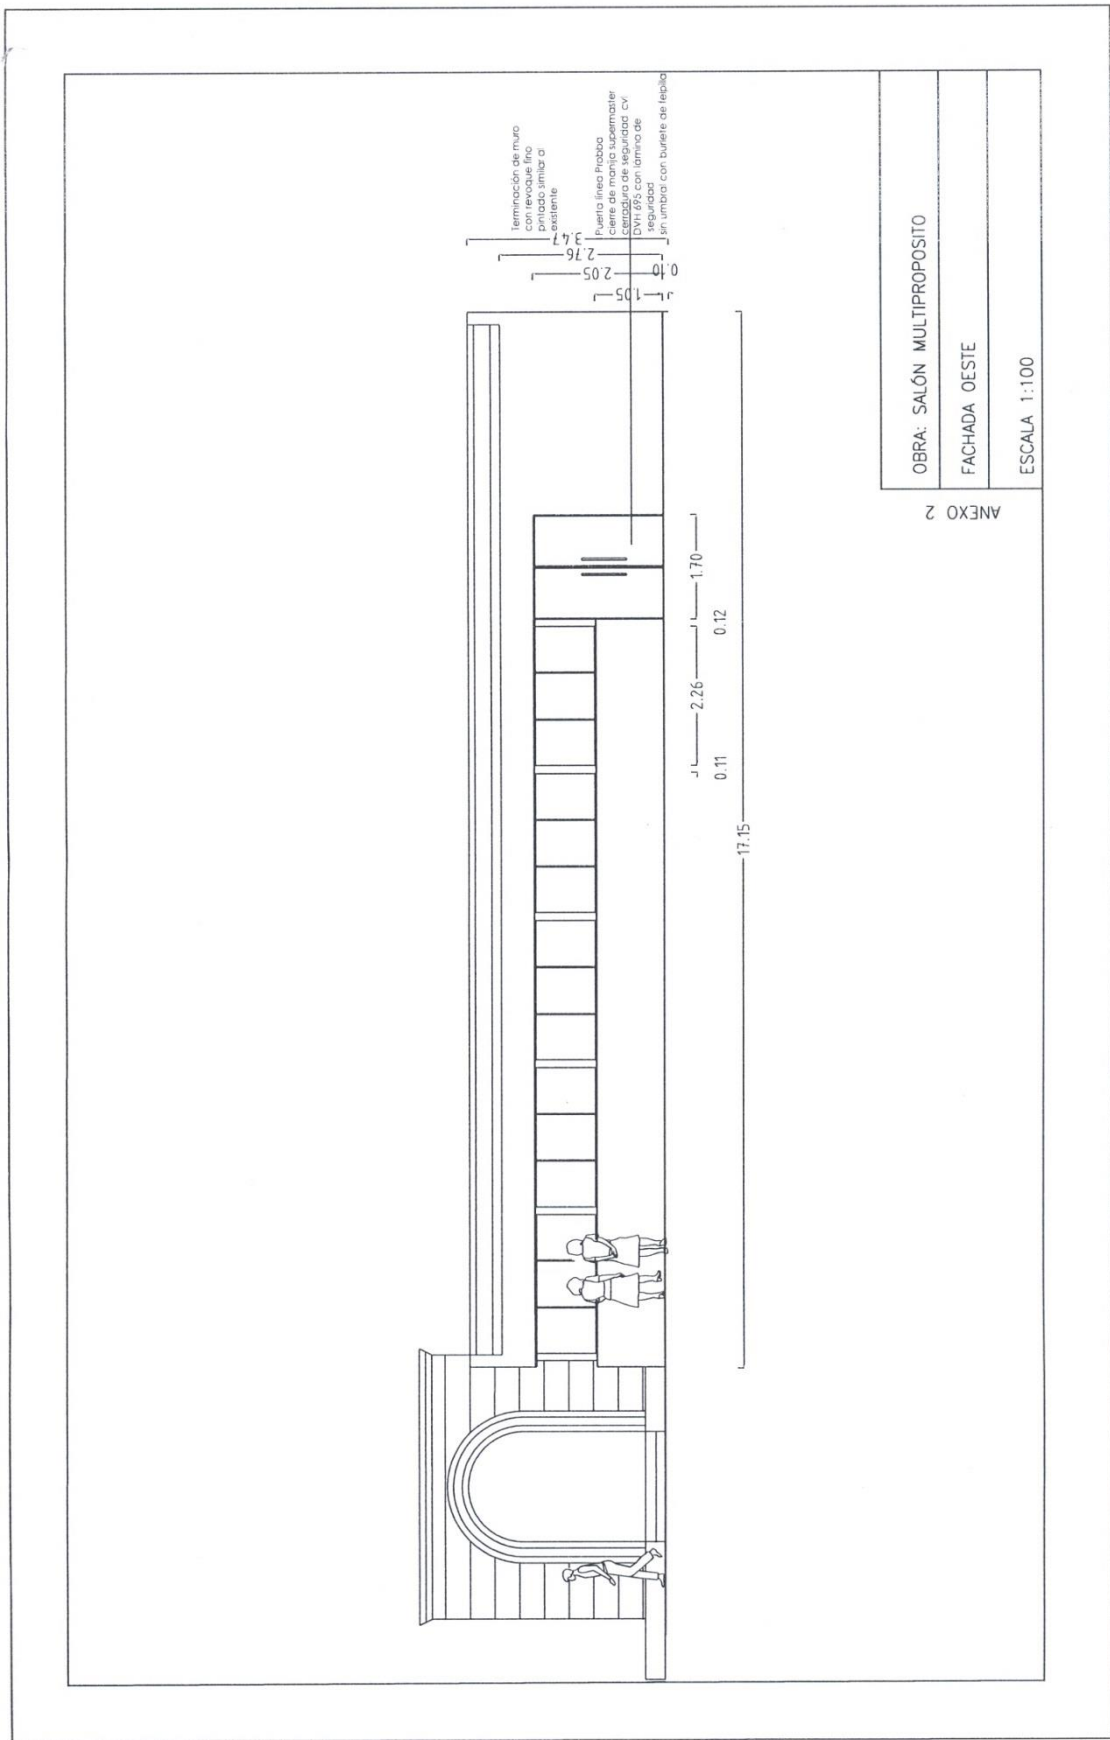 Terminación de muro
con revoque fino
pintado similar al
existente
Puerta línea Probba
cierre de manija supermaster
cerradura de seguridad cvi
DVH 695 con lámina de
seguridad
sin umbral con burlete de felpilla
3.47
2.76
2.05
0.10
1.05
1.70
0.12
2.26
0.11
17.15
OBRA: SALÓN MULTIPROPOSITO
FACHADA OESTE
ESCALA 1:100
ANEXO 2